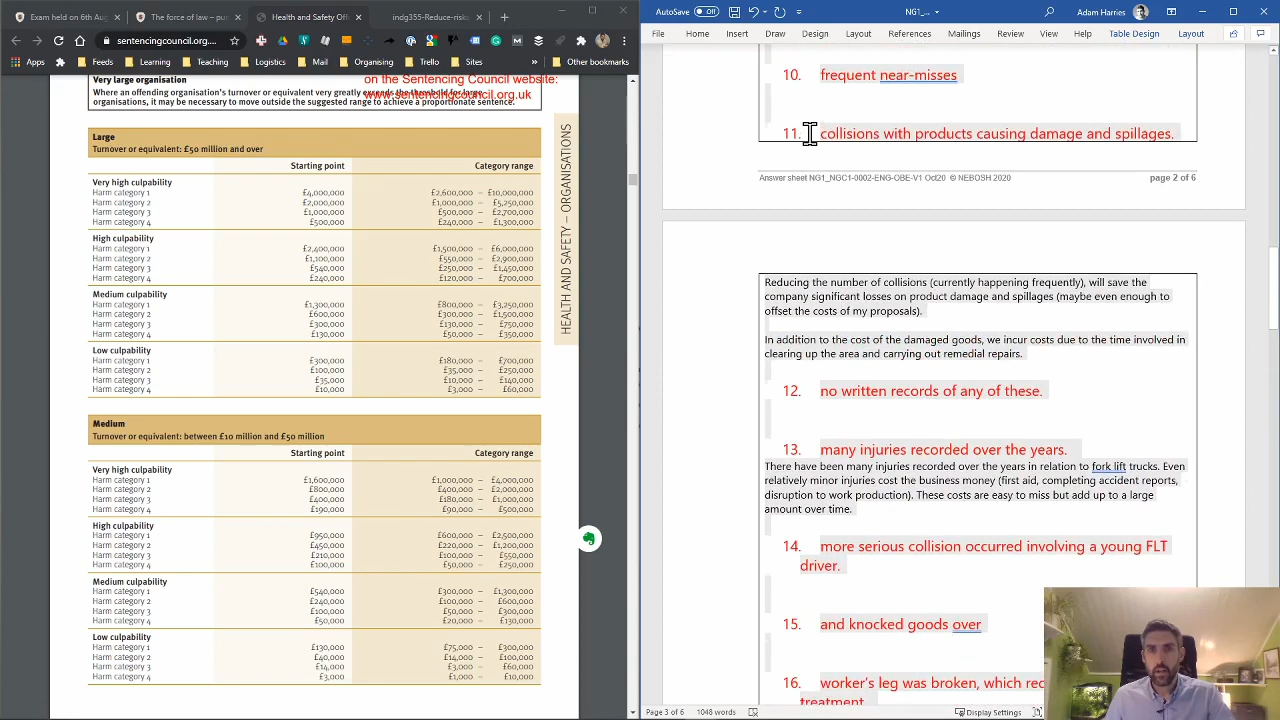 Exam held on 6th Aug
The force of law – pu
Health and Safety Off
indg355-Reduce-risks
sentencingcouncil.org....
Apps
Feeding
Learning
Teaching
Logistics
Mail
Organising
Sites
Other bookmarks
Very large organisation
Where an offending organisation's turnover or equivalent very greatly exceeds the threshold for large
organisations, it may be necessary to move outside the suggested range to achieve a proportionate sentence.
on the Sentencing Council website:
www.sentencingcouncil.org.uk
Large
Turnover or equivalent: £50 million and over
Starting point Category range
Very high culpability
Harm category 1 £4,000,000 £2,600,000 – £10,000,000
Harm category 2 £2,000,000 £1,000,000 – £5,250,000
Harm category 3 £1,000,000 £500,000 – £2,700,000
Harm category 4 £500,000 £240,000 – £1,300,000
High culpability
Harm category 1 £2,400,000 £1,500,000 – £6,000,000
Harm category 2 £1,100,000 £550,000 – £2,900,000
Harm category 3 £540,000 £250,000 – £1,450,000
Harm category 4 £240,000 £120,000 – £700,000
Medium culpability
Harm category 1 £1,300,000 £800,000 – £3,250,000
Harm category 2 £600,000 £300,000 – £1,500,000
Harm category 3 £300,000 £130,000 – £750,000
Harm category 4 £130,000 £50,000 – £350,000
Low culpability
Harm category 1 £300,000 £180,000 – £700,000
Harm category 2 £100,000 £35,000 – £250,000
Harm category 3 £35,000 £10,000 – £140,000
Harm category 4 £10,000 £3,000 – £60,000
Medium
Turnover or equivalent: between £10 million and £50 million
Starting point Category range
Very high culpability
Harm category 1 £1,600,000 £1,000,000 – £4,000,000
Harm category 2 £800,000 £400,000 – £2,000,000
Harm category 3 £400,000 £180,000 – £1,000,000
Harm category 4 £190,000 £90,000 – £500,000
High culpability
Harm category 1 £950,000 £600,000 – £2,500,000
Harm category 2 £450,000 £220,000 – £1,200,000
Harm category 3 £210,000 £100,000 – £550,000
Harm category 4 £100,000 £50,000 – £250,000
Medium culpability
Harm category 1 £540,000 £300,000 – £1,300,000
Harm category 2 £240,000 £100,000 – £600,000
Harm category 3 £100,000 £50,000 – £300,000
Harm category 4 £50,000 £20,000 – £130,000
Low culpability
Harm category 1 £130,000 £75,000 – £300,000
Harm category 2 £40,000 £14,000 – £100,000
Harm category 3 £14,000 £3,000 – £60,000
Harm category 4 £3,000 £1,000 – £10,000
HEALTH AND SAFETY – ORGANISATIONS
AutoSave Off
NG1_...
Adam Harris
File Home Insert Draw Design Layout References Mailings Review View Help Table Design Layout
10. frequent near-misses
11. collisions with products causing damage and spillages.
Answer sheet NG1_NGC1-0002-ENG-OBE-V1 Oct20 © NEBOSH 2020 page 2 of 6
Reducing the number of collisions (currently happening frequently), will save the
company significant losses on product damage and spillages (maybe even enough to
offset the costs of my proposals).
In addition to the cost of the damaged goods, we incur costs due to the time involved in
clearing up the area and carrying out remedial repairs.
12. no written records of any of these.
13. many injuries recorded over the years.
There have been many injuries recorded over the years in relation to fork lift trucks. Even
relatively minor injuries cost the business money (first aid, completing accident reports,
disruption to work production). These costs are easy to miss but add up to a large
amount over time.
14. more serious collision occurred involving a young FLT
driver.
15. and knocked goods over
16. worker's leg was broken, which
treatment
Page 3 of 6 1048 words Display Settings